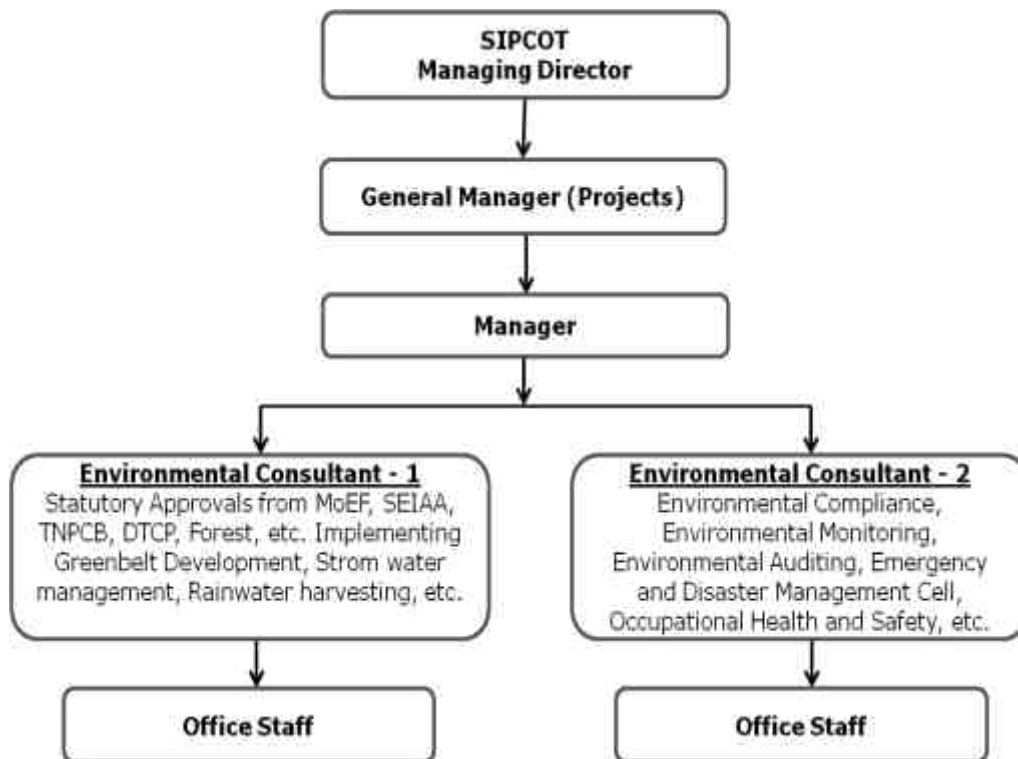 SIPCOT
Managing Director
General Manager (Projects)
Manager
Environmental Consultant - 1
Statutory Approvals from MoEF, SEIAA,
TNPCB, DTCP, Forest, etc. Implementing
Greenbelt Development, Strom water
management, Rainwater harvesting, etc.
Environmental Consultant - 2
Environmental Compliance,
Environmental Monitoring,
Environmental Auditing, Emergency
and Disaster Management Cell,
Occupational Health and Safety, etc.
Office Staff
Office Staff